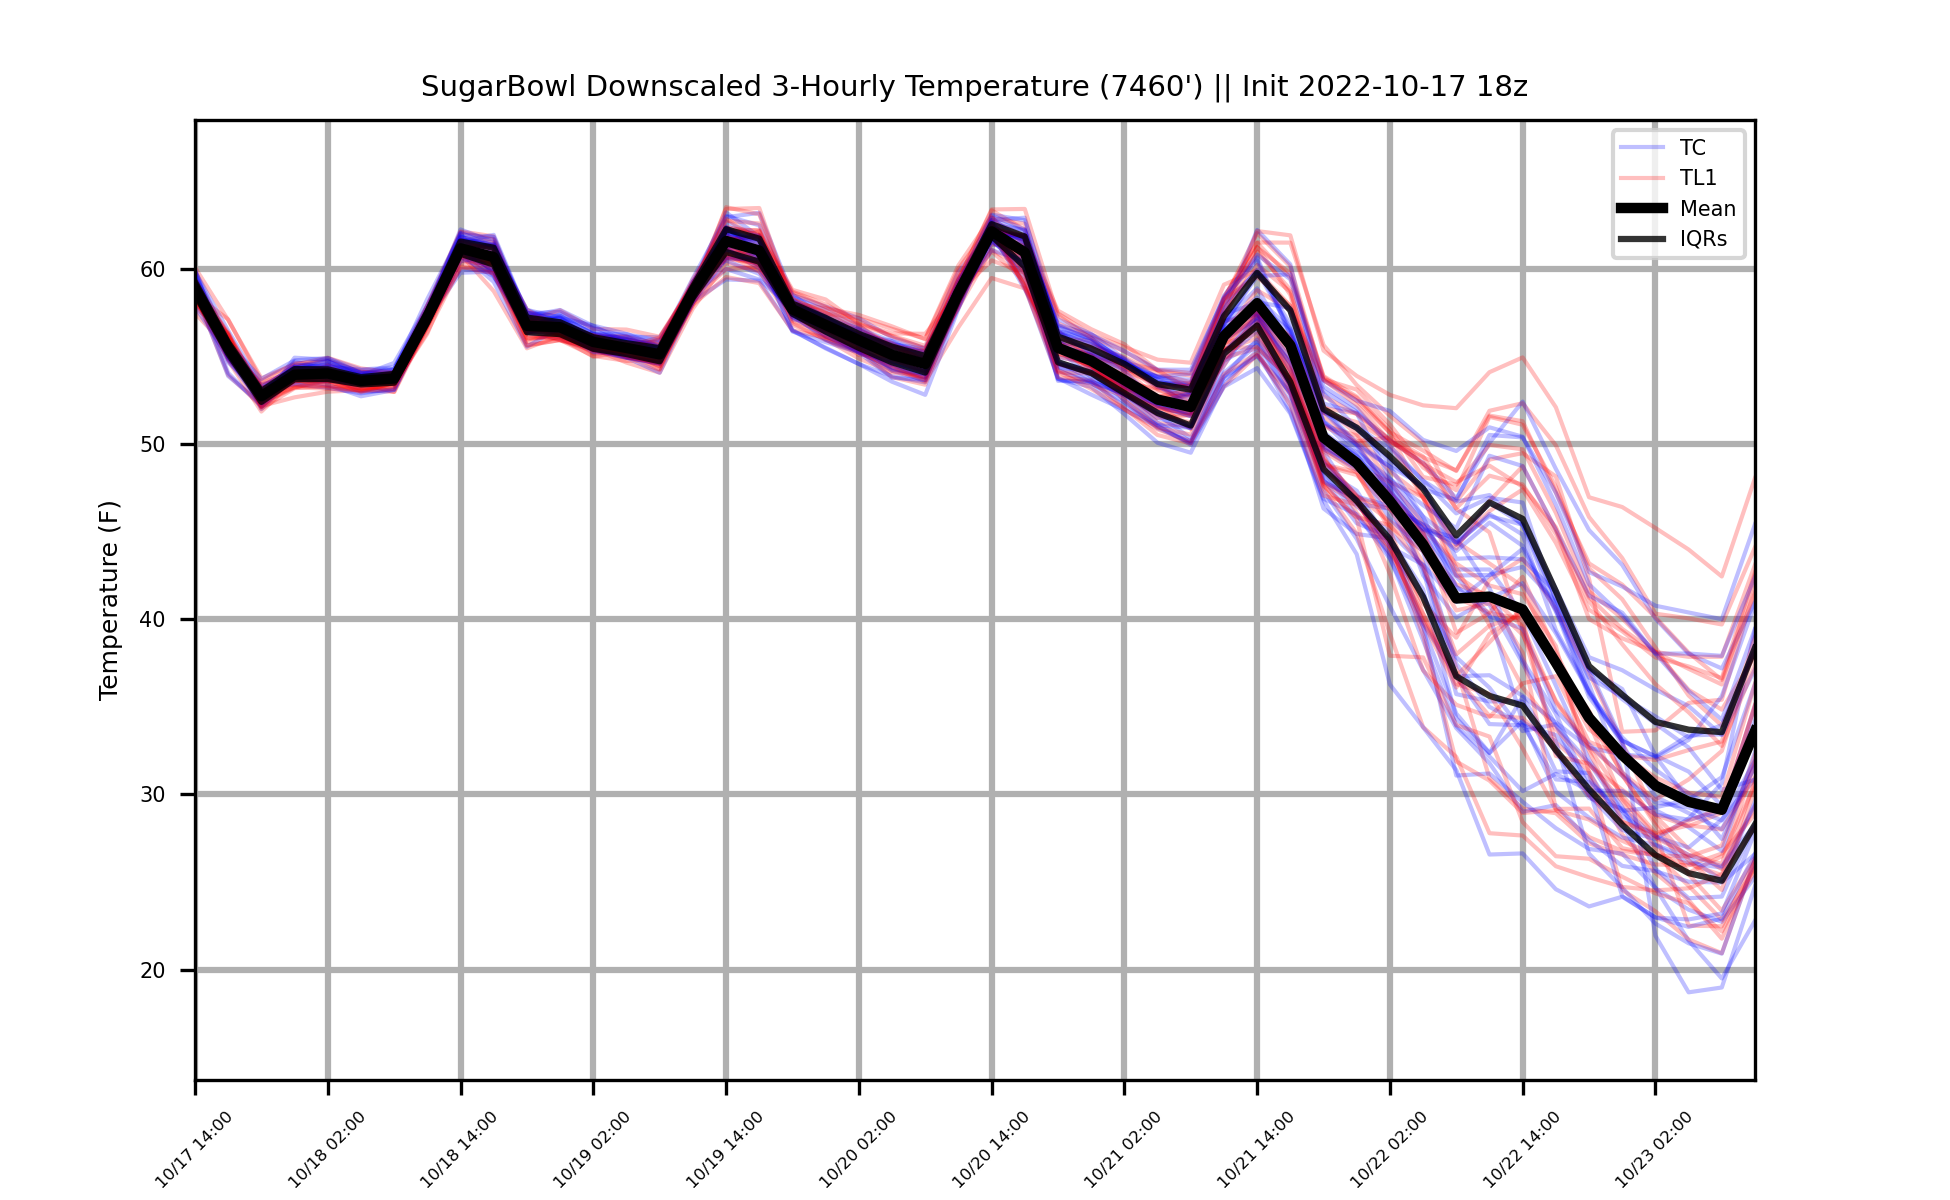 SugarBowl Downscaled 3-Hourly Temperature (7460') || Init 2022-10-17 18z
TC
TL1
Mean
IQRs
Temperature (F)
60
50
40
30
20
10/17 14:00
10/18 02:00
10/18 14:00
10/19 02:00
10/19 14:00
10/20 02:00
10/20 14:00
10/21 02:00
10/21 14:00
10/22 02:00
10/22 14:00
10/23 02:00